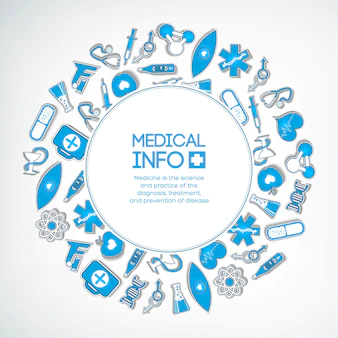 MEDICAL
INFO
Medicine is the science
and practice of the
diagnosis, treatment,
and prevention of disease.